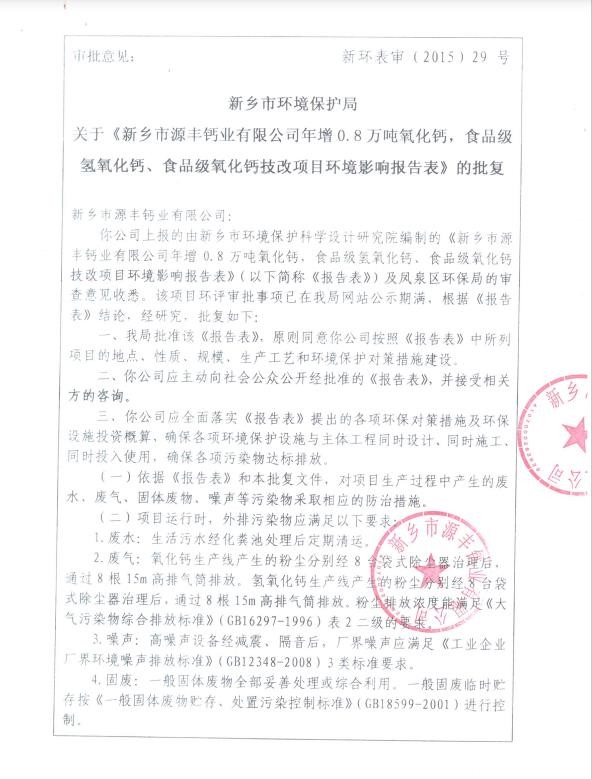 审批意见：
新环表审（2015）29 号
新乡市环境保护局
关于《新乡市源丰钙业有限公司年增 0.8 万吨氧化钙，食品级
氢氧化钙、食品级氧化钙技改项目环境影响报告表》的批复
新乡市源丰钙业有限公司：
你公司上报的由新乡市环境保护科学设计研究院编制的《新乡市源
丰钙业有限公司年增 0.8 万吨氧化钙，食品级氢氧化钙、食品级氧化钙
技改项目环境影响报告表》（以下简称《报告表》）及凤泉区环保局的审
查意见收悉。该项目环评审批事项已在我局网站公示期满，根据《报告
表》结论，经研究，批复如下：
一、我局批准该《报告表》，原则同意你公司按照《报告表》中所列
项目的地点、性质、规模、生产工艺和环境保护对策措施建设。
二、你公司应主动向社会公众公开经批准的《报告表》，并接受相关
方的咨询。
三、你公司应全面落实《报告表》提出的各项环保对策措施及环保
设施投资概算，确保各项环境保护设施与主体工程同时设计、同时施工、
同时投入使用，确保各项污染物达标排放。
（一）依据《报告表》和本批复文件，对项目生产过程中产生的废
水、废气、固体废物、噪声等污染物采取相应的防治措施。
（二）项目运行时，外排污染物应满足以下要求：
1.废水：生活污水经化粪池处理后定期清运。
2.废气：氧化钙生产线产生的粉尘分别经 8 台袋式除尘器治理后，
通过 8 根 15m 高排气筒排放。氢氧化钙生产线产生的粉尘分别经 8 台袋
式除尘器治理后，通过 8 根 15m 高排气筒排放。粉尘排放浓度能满足《大
气污染物综合排放标准》（GB16297-1996）表 2 二级的要求。
3.噪声：高噪声设备经减震、隔音后，厂界噪声应满足《工业企业
厂界环境噪声排放标准》（GB12348-2008）3 类标准要求。
4.固废：一般固体废物全部妥善处理或综合利用。一般固废临时贮
存按《一般固体废物贮存、处置污染控制标准》（GB18599-2001）进行控
制。
新乡市源丰钙业有限公司
新乡
公司